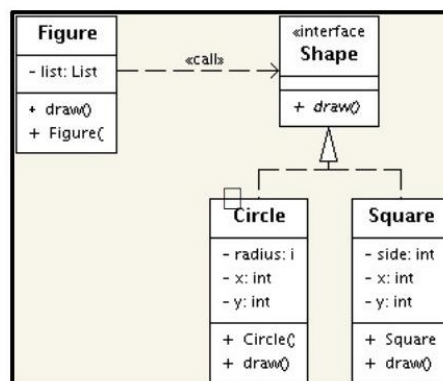 Figure
- list: List
+ draw()
+ Figure(
«call»
«interface
Shape
+ draw()
Circle
- radius: i
- x: int
- y: int
+ Circle(
+ draw()
Square
- side: int
- x: int
- y: int
+ Square
+ draw()